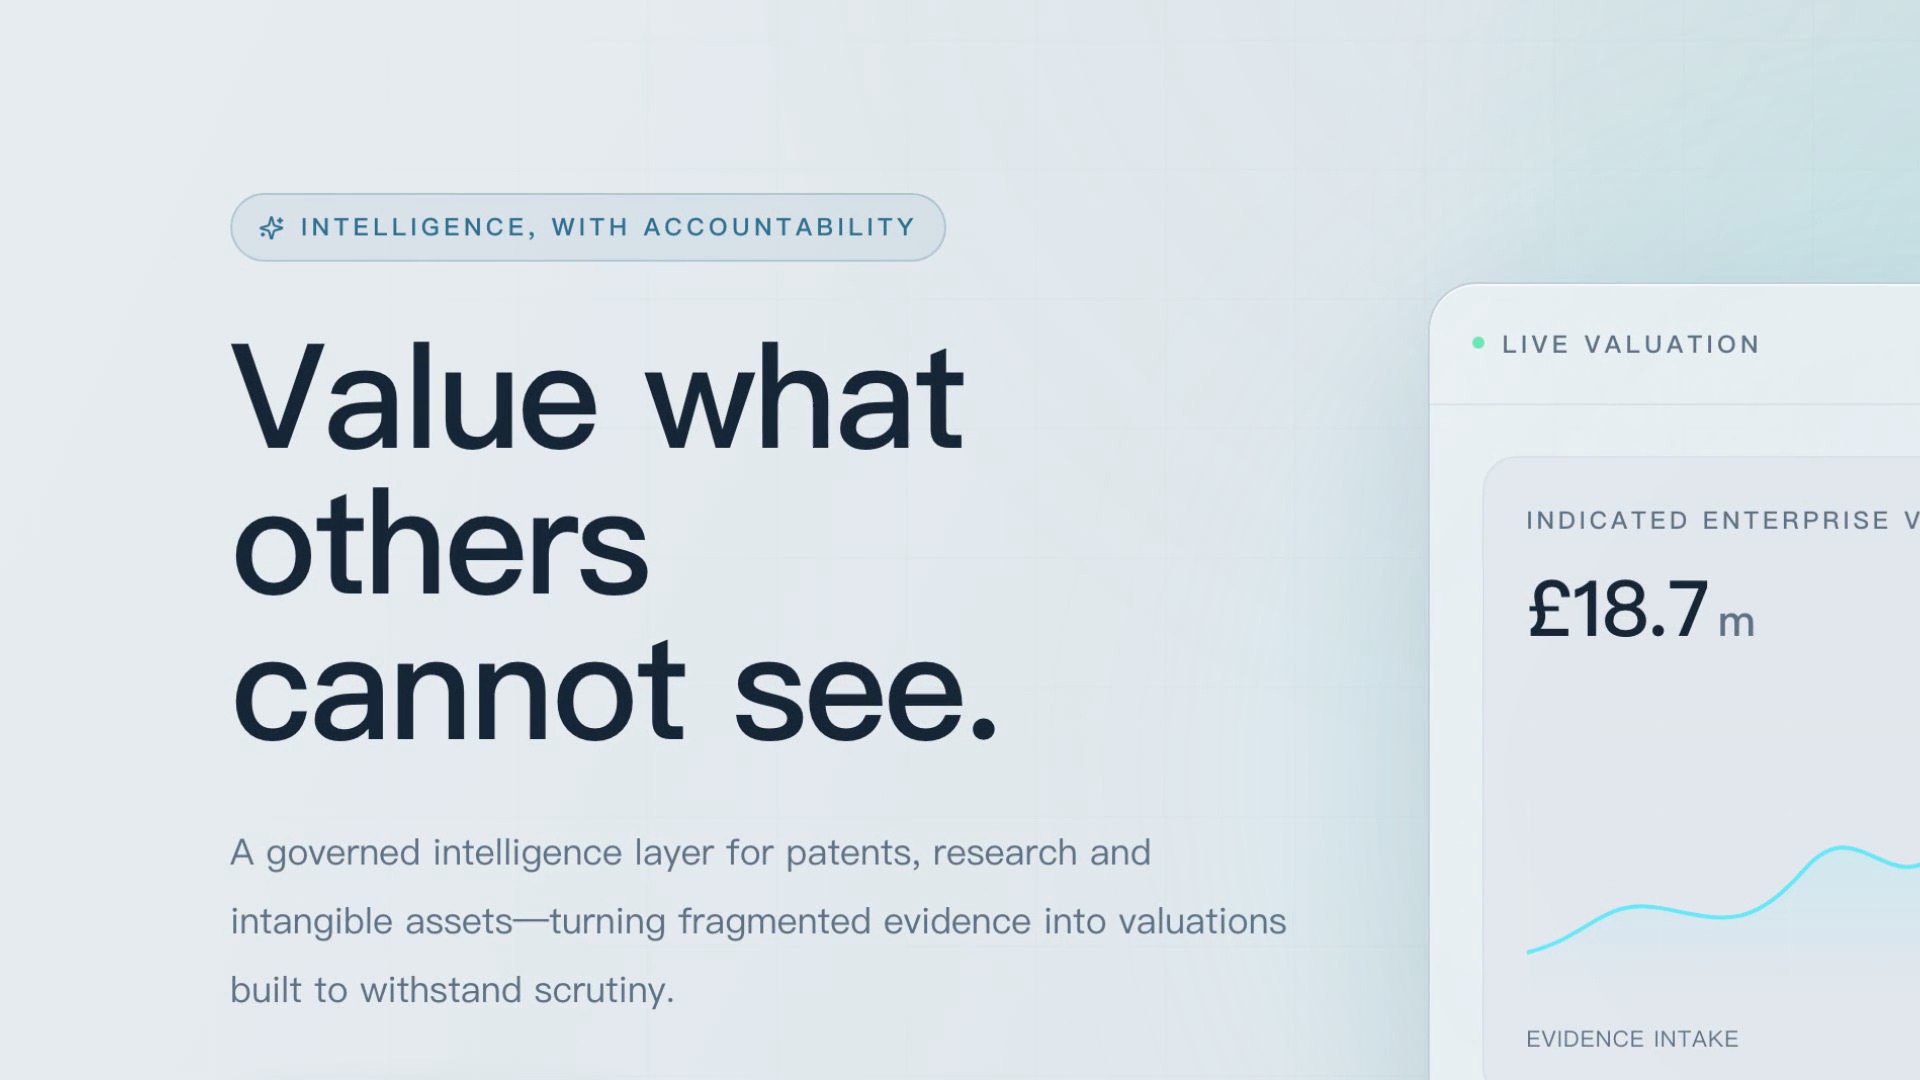 INTELLIGENCE, WITH ACCOUNTABILITY
Value what
others
cannot see.
A governed intelligence layer for patents, research and
intangible assets—turning fragmented evidence into valuations
built to withstand scrutiny.
LIVE VALUATION
INDICATED ENTERPRISE
£18.7 m
EVIDENCE INTAKE